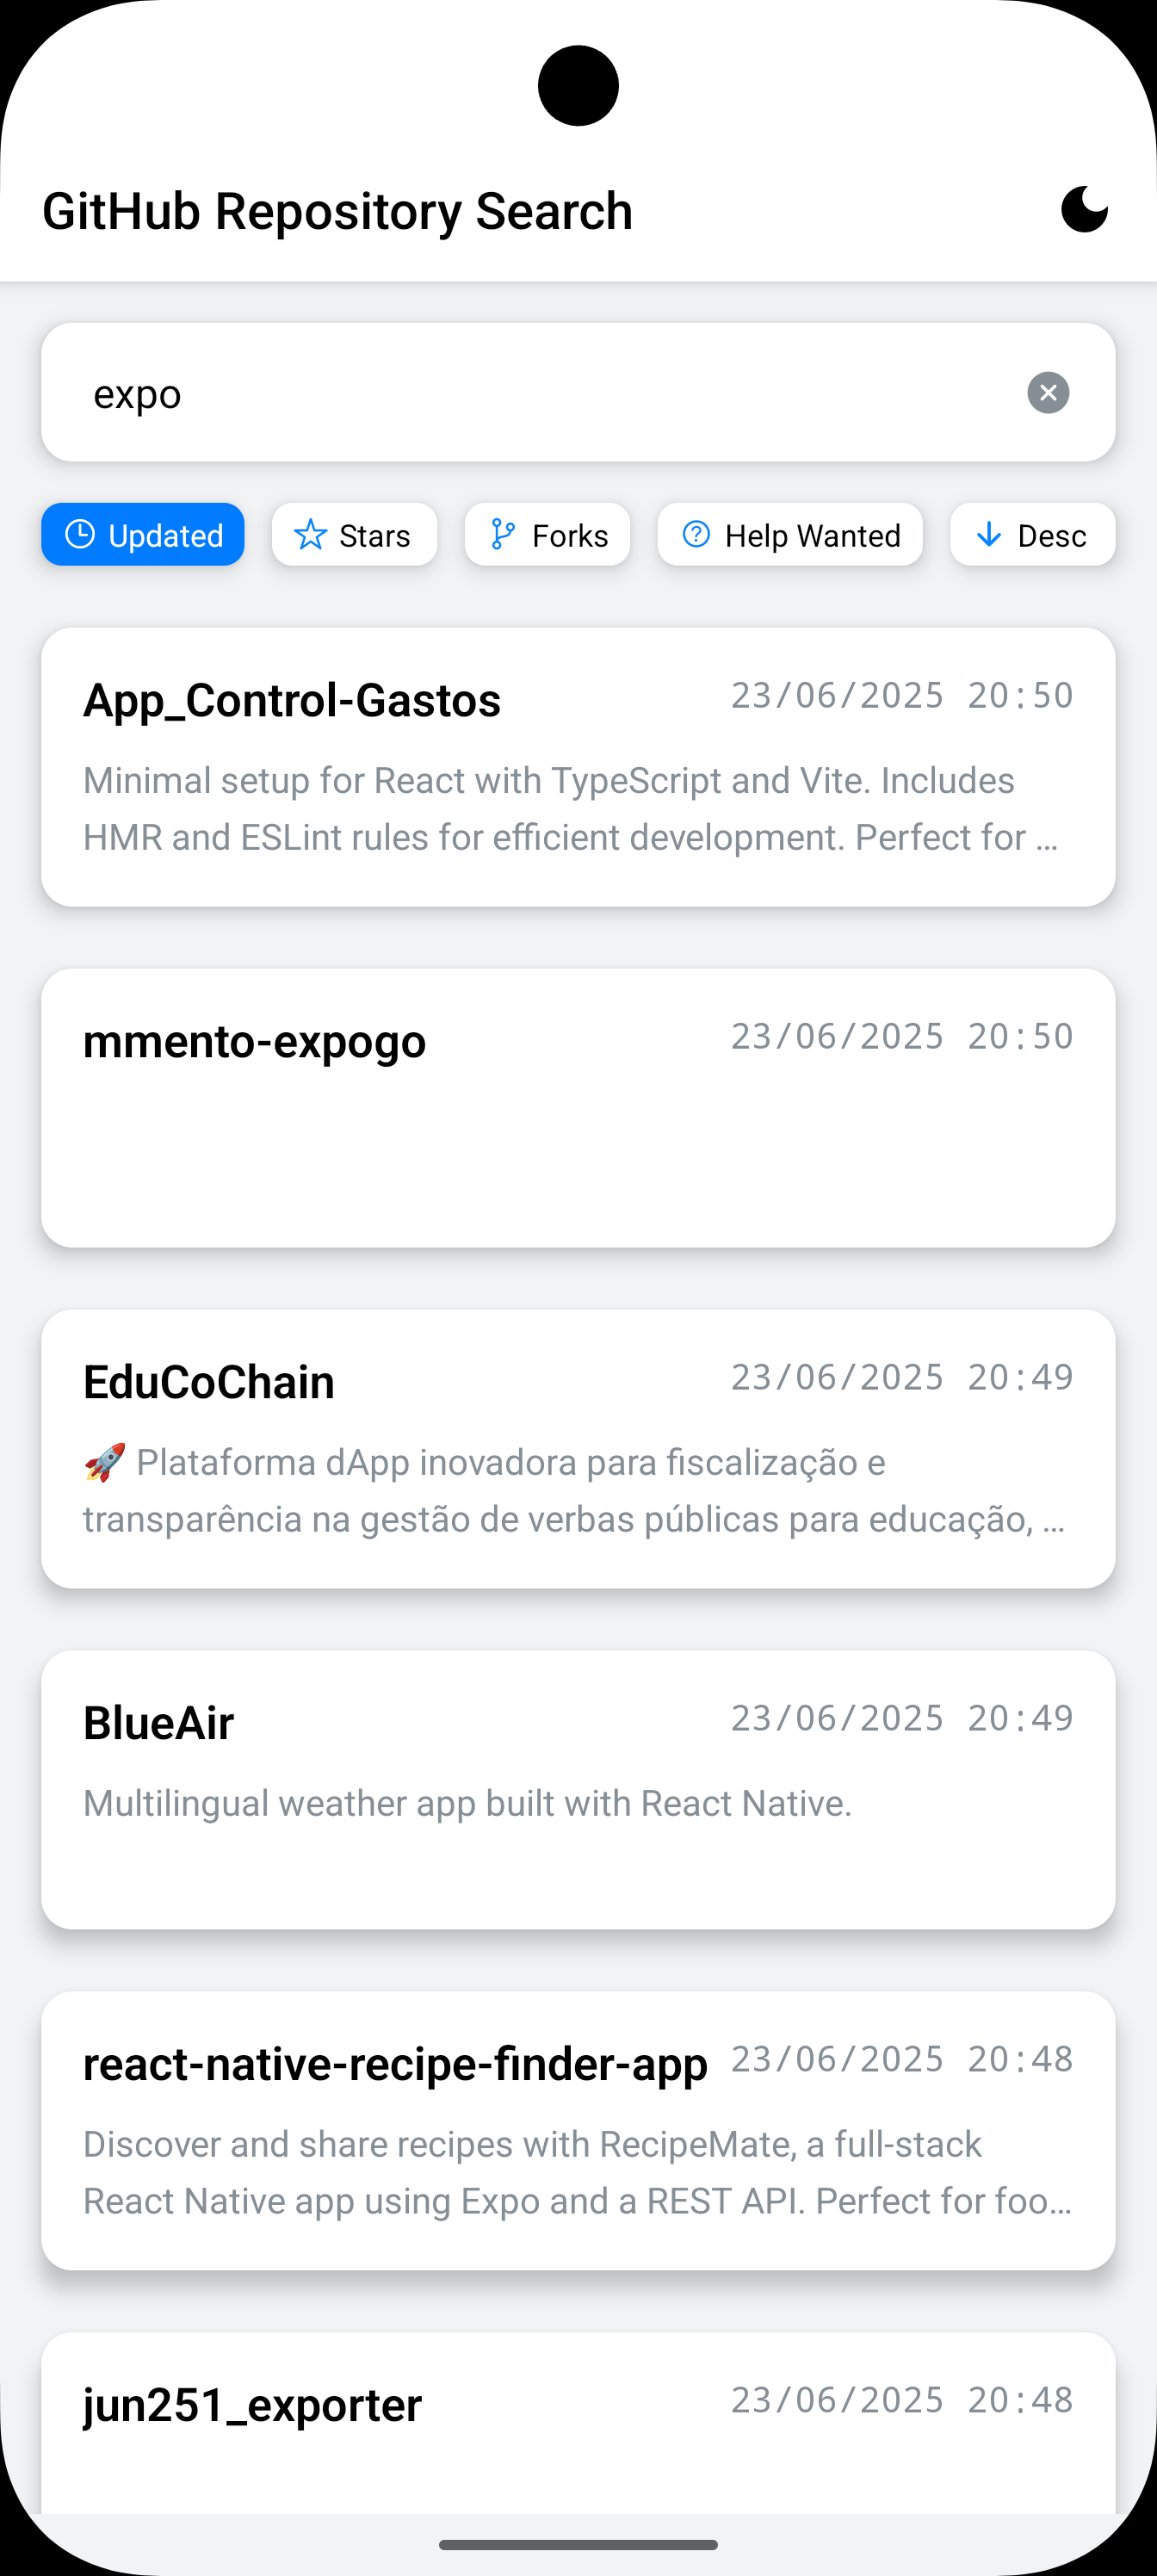 GitHub Repository Search
expo
Updated Stars Forks Help Wanted Desc
App_Control-Gastos 23/06/2025 20:50
Minimal setup for React with TypeScript and Vite. Includes
HMR and ESLint rules for efficient development. Perfect for ...
mmento-expogo 23/06/2025 20:50
EduCoChain 23/06/2025 20:49
🚀 Plataforma dApp inovadora para fiscalização e
transparência na gestão de verbas públicas para educação, ...
BlueAir 23/06/2025 20:49
Multilingual weather app built with React Native.
react-native-recipe-finder-app 23/06/2025 20:48
Discover and share recipes with RecipeMate, a full-stack
React Native app using Expo and a REST API. Perfect for foo...
jun251_exporter 23/06/2025 20:48